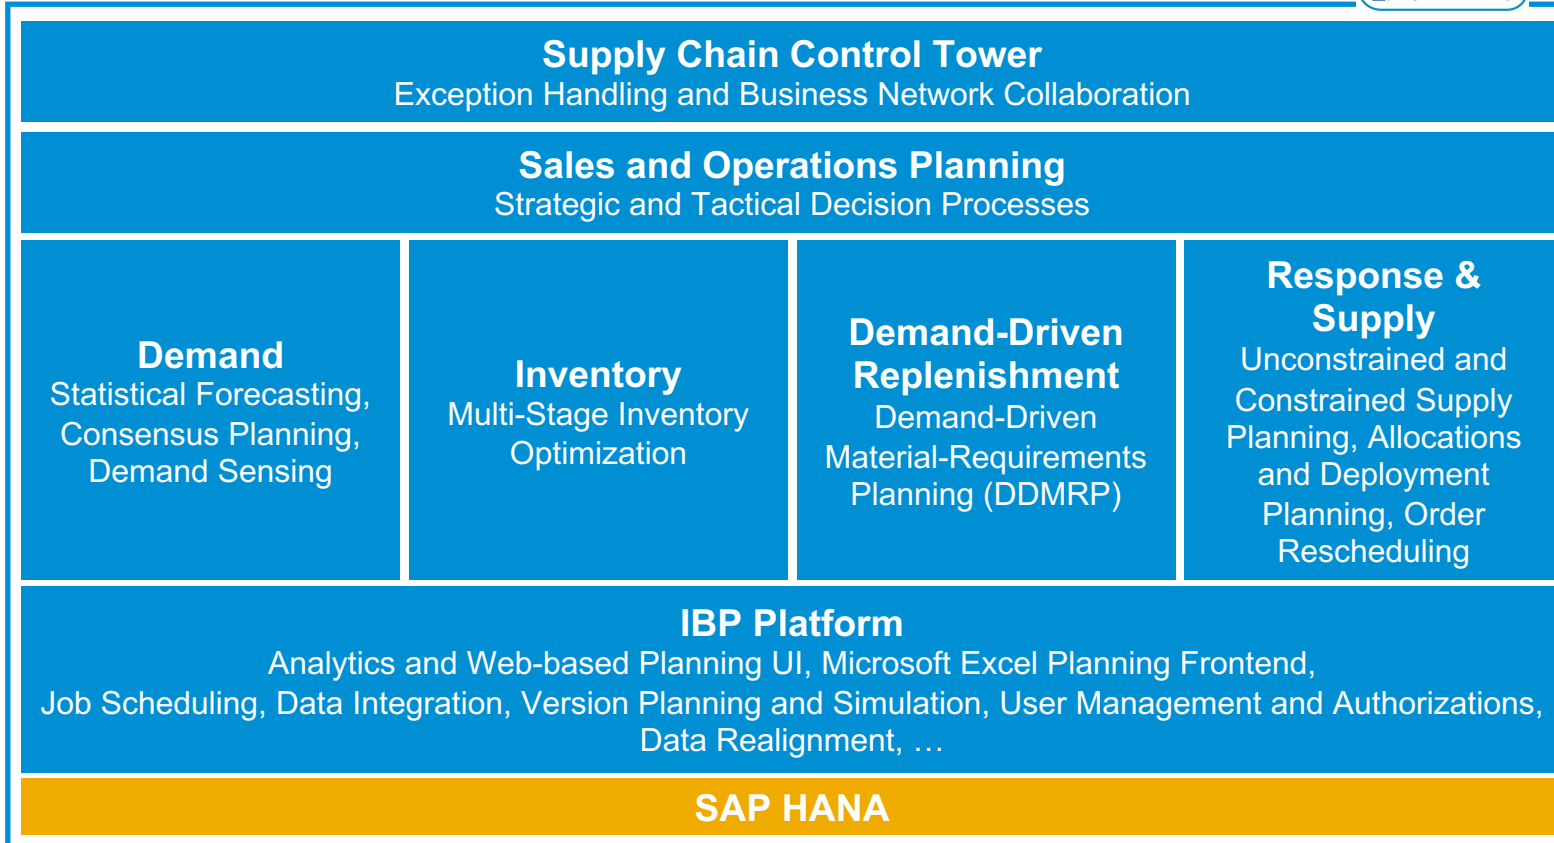 Supply Chain Control Tower
Exception Handling and Business Network Collaboration
Sales and Operations Planning
Strategic and Tactical Decision Processes
Demand
Statistical Forecasting,
Consensus Planning,
Demand Sensing
Inventory
Multi-Stage Inventory
Optimization
Demand-Driven
Replenishment
Demand-Driven
Material-Requirements
Planning (DDMRP)
Response &
Supply
Unconstrained and
Constrained Supply
Planning, Allocations
and Deployment
Planning, Order
Rescheduling
IBP Platform
Analytics and Web-based Planning UI, Microsoft Excel Planning Frontend,
Job Scheduling, Data Integration, Version Planning and Simulation, User Management and Authorizations,
Data Realignment, …
SAP HANA